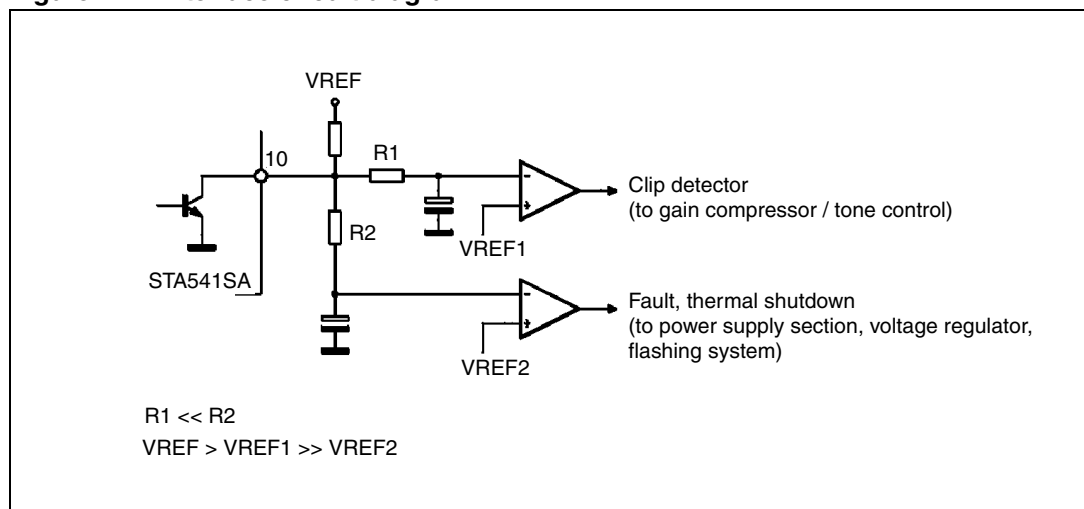 VREF
10
R1
Clip detector
(to gain compressor / tone control)
VREF1
R2
STA541SA
Fault, thermal shutdown
(to power supply section, voltage regulator,
flashing system)
VREF2
R1 << R2
VREF > VREF1 >> VREF2